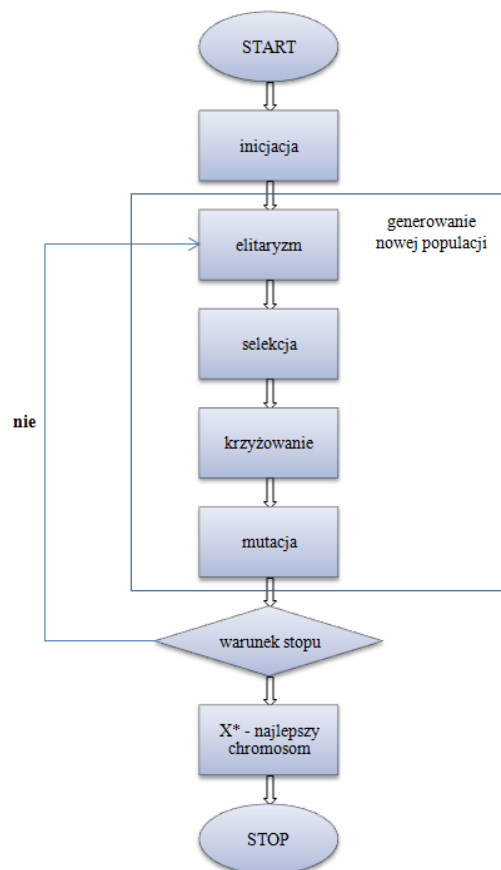 START
inicjacja
generowanie
nowej populacji
elitaryzm
selekcja
nie
krzyżowanie
mutacja
warunek stopu
X* - najlepszy
chromosom
STOP